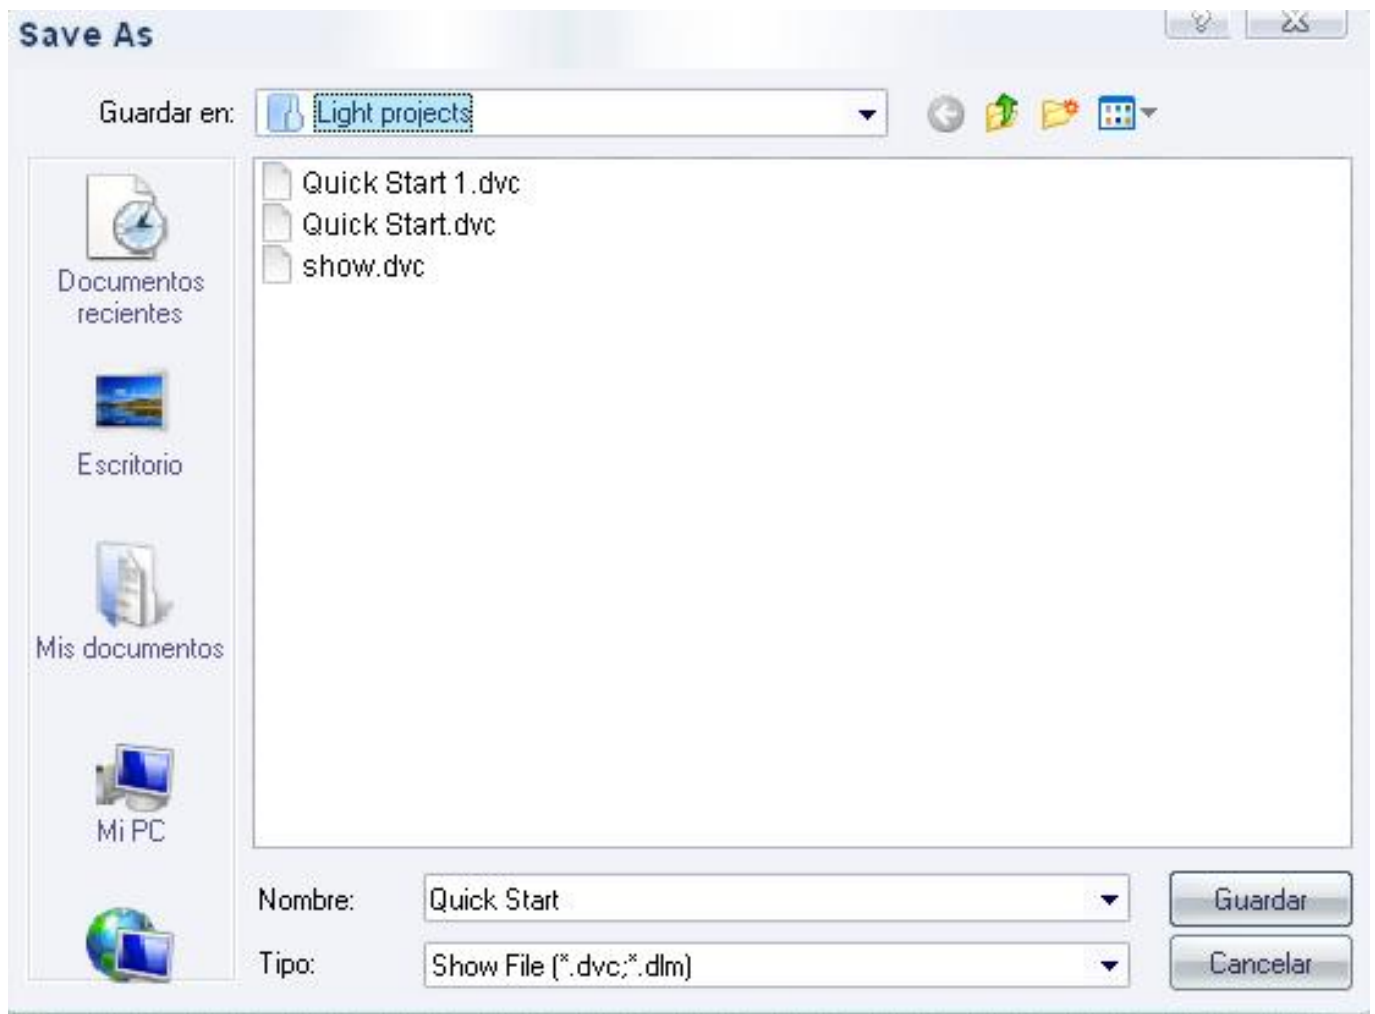 Save As
Guardar en:
Light projects
Quick Start 1.dvc
Quick Start.dvc
show.dvc
Documentos
recientes
Escritorio
Mis documentos
Mi PC
Nombre:
Quick Start
Guardar
Tipo:
Show File (*.dvc;*.dlm)
Cancelar